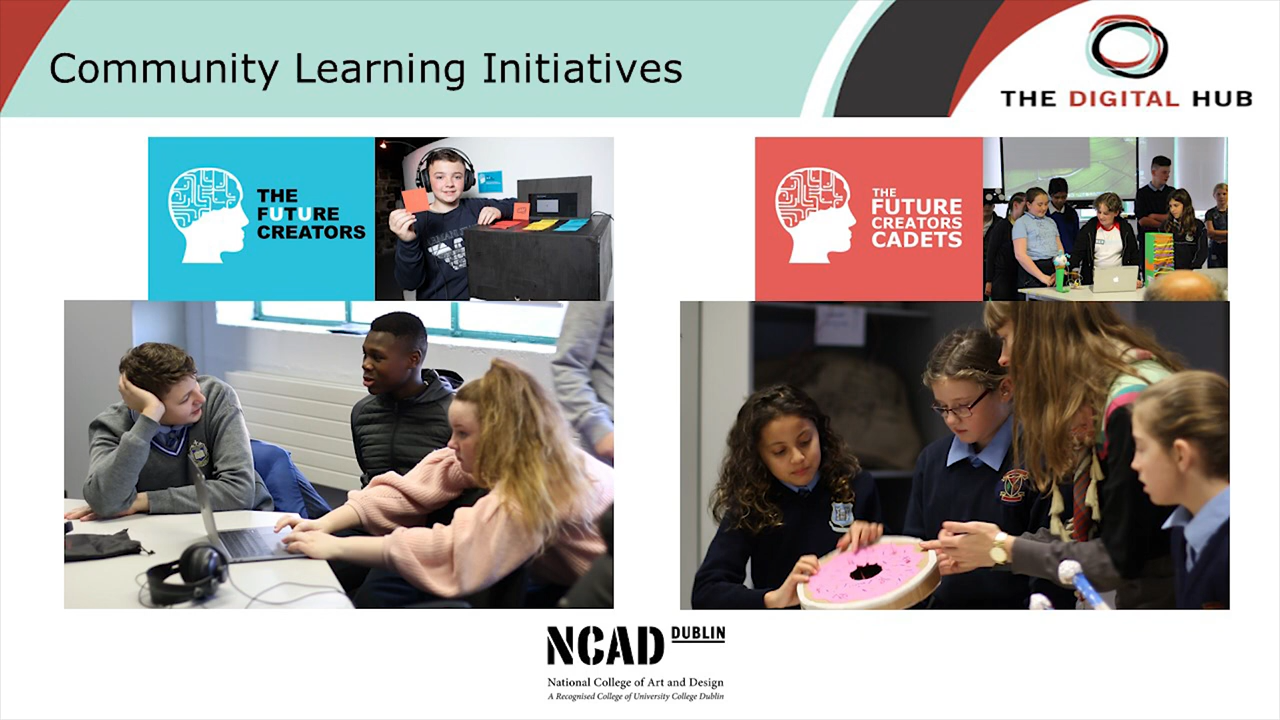 Community Learning Initiatives
THE DIGITAL HUB
THE
FUTURE
CREATORS
THE
FUTURE
CREATORS
CADETS
NCAD DUBLIN
National College of Art and Design
A Recognised College of University College Dublin